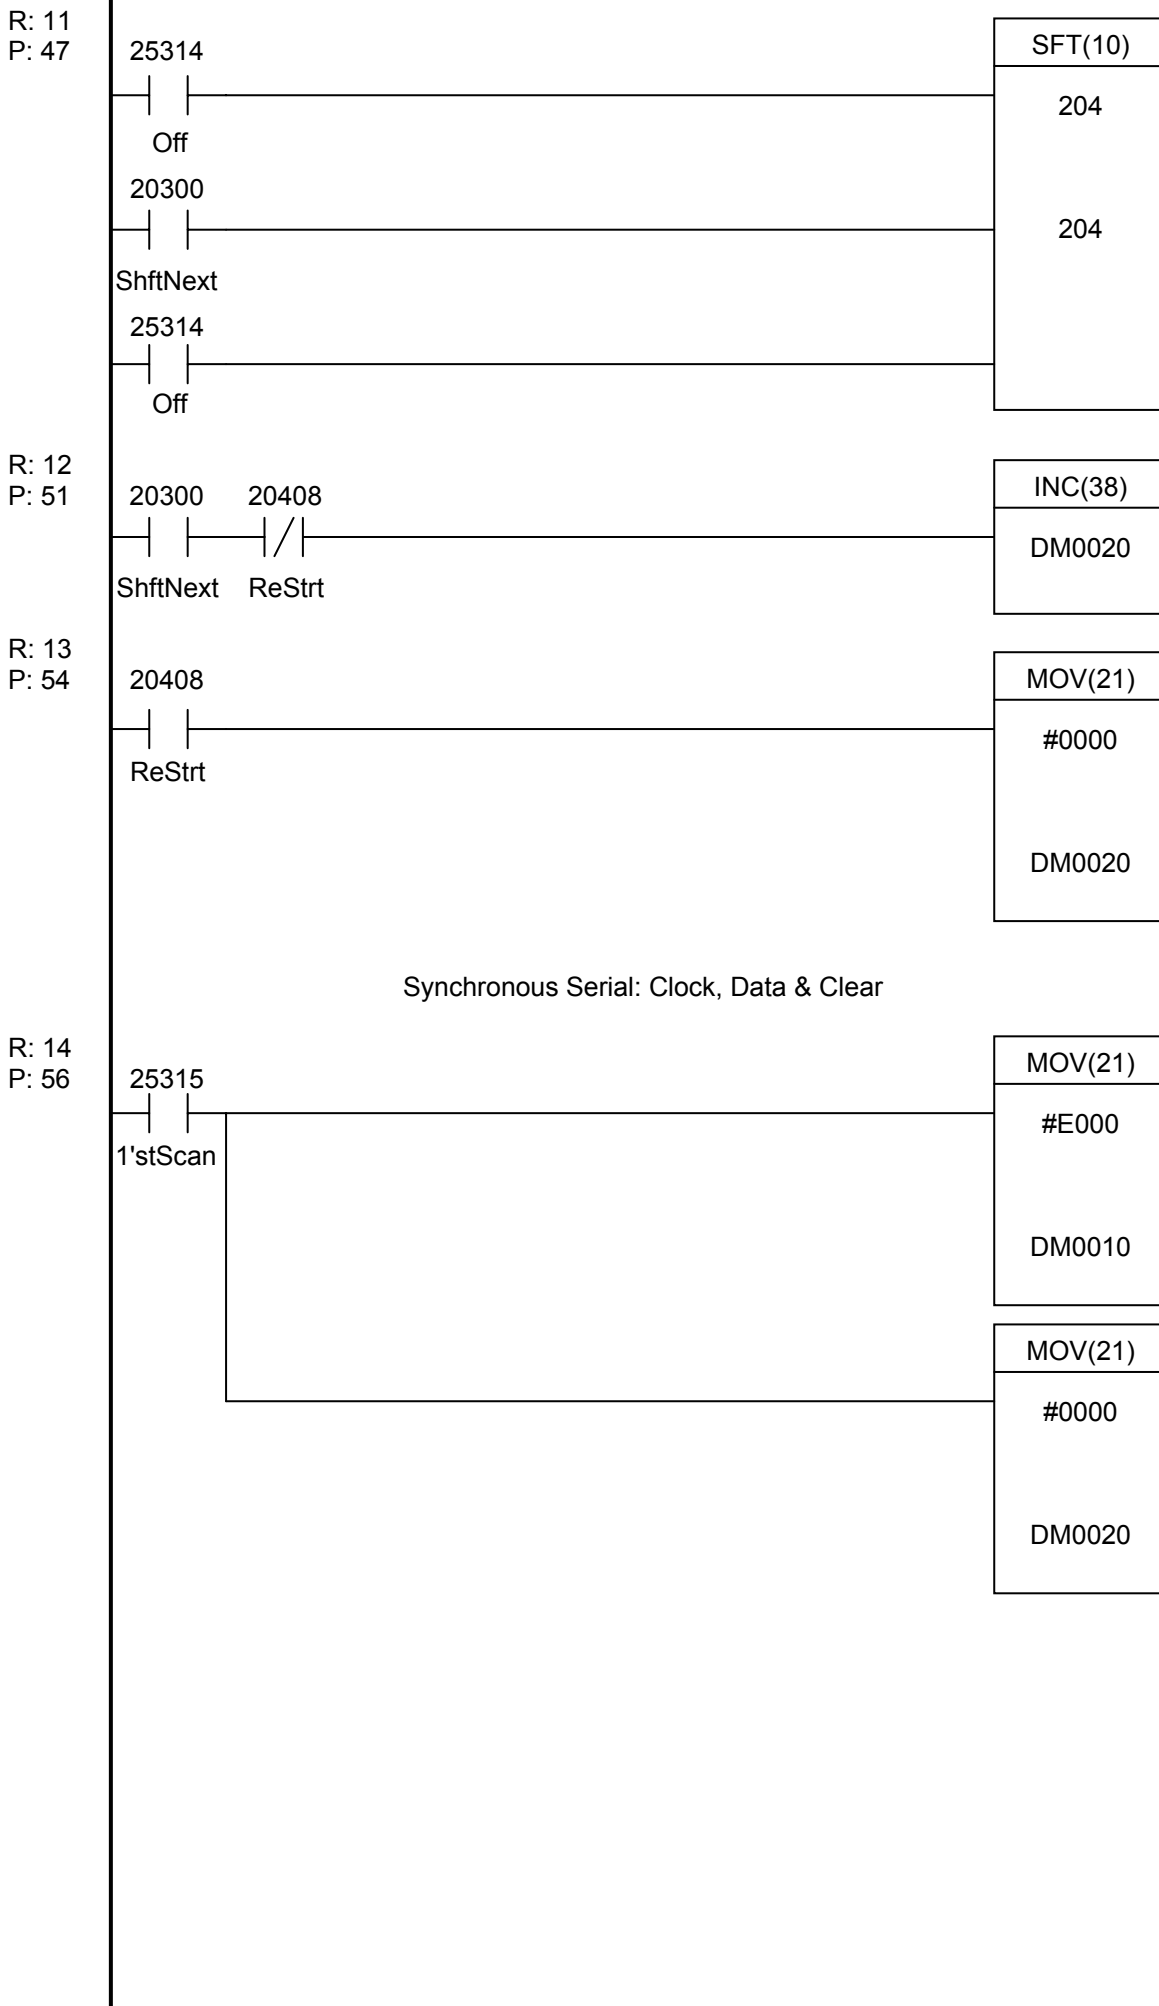 R: 11
P: 47
25314
SFT(10)
204
Off
20300
204
ShftNext
25314
Off
R: 12
P: 51
20300 20408
INC(38)
DM0020
ShftNext ReStrt
R: 13
P: 54
20408
MOV(21)
#0000
ReStrt
DM0020
Synchronous Serial: Clock, Data & Clear
R: 14
P: 56
25315
MOV(21)
#E000
1'stScan
DM0010
MOV(21)
#0000
DM0020